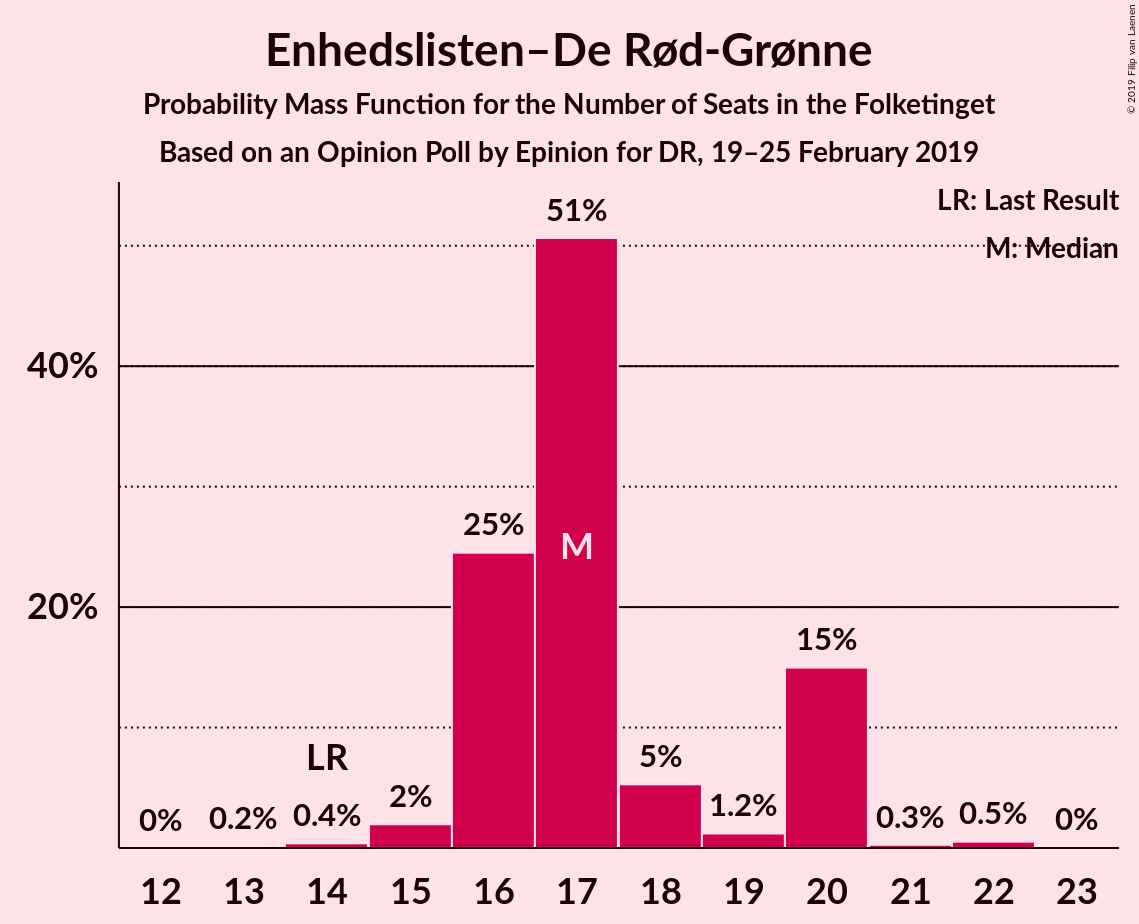 Enhedslisten–De Rød-Grønne
Probability Mass Function for the Number of Seats in the Folketinget
Based on an Opinion Poll by Epinion for DR, 19–25 February 2019
© 2019 Filip van Laenen
LR: Last Result
M: Median
51%
40%
25%
M
20%
15%
LR
5%
2%
1.2%
0% 0.2% 0.4% 0.3% 0.5% 0%
12 13 14 15 16 17 18 19 20 21 22 23